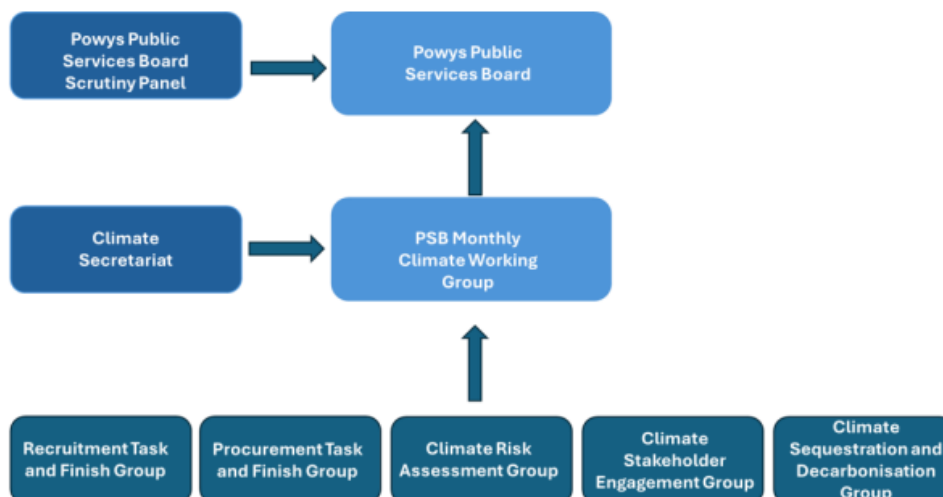 Powys Public
Services Board
Scrutiny Panel
Powys Public
Services Board
Climate
Secretariat
PSB Monthly
Climate Working
Group
Recruitment Task
and Finish Group
Procurement Task
and Finish Group
Climate Risk
Assessment Group
Climate
Stakeholder
Engagement Group
Climate
Sequestration and
Decarbonisation
Group